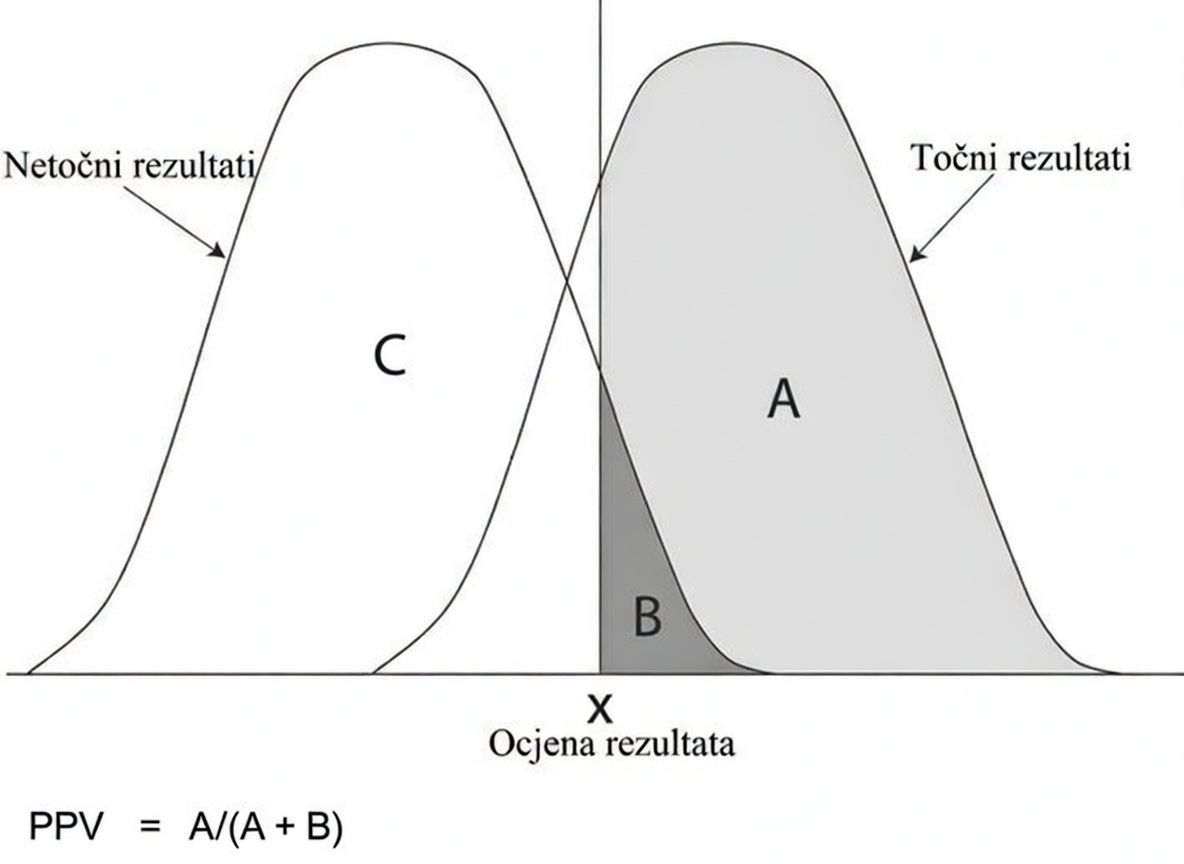 Netočni rezultati
Točni rezultati
C
A
B
X
Ocjena rezultata
PPV = A/(A + B)